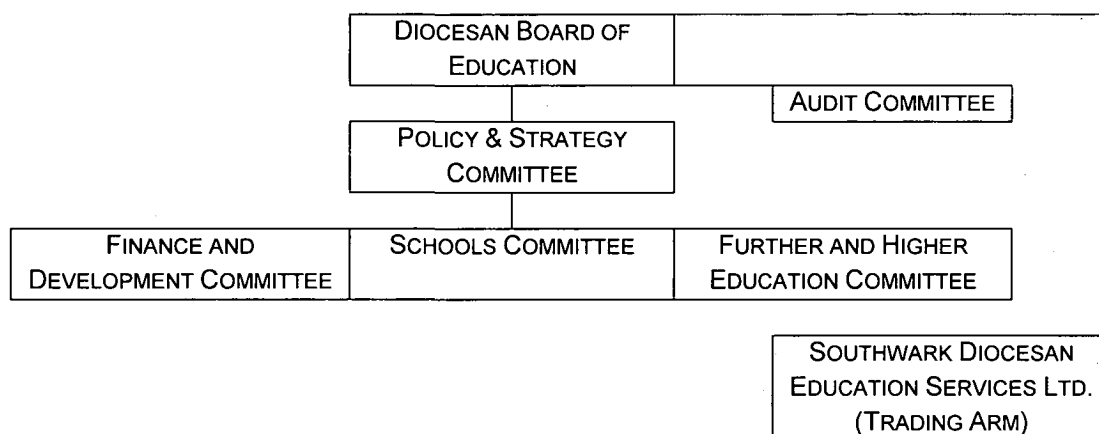 DIOCESAN BOARD OF
EDUCATION
AUDIT COMMITTEE
POLICY & STRATEGY
COMMITTEE
FINANCE AND
DEVELOPMENT COMMITTEE
SCHOOLS COMMITTEE
FURTHER AND HIGHER
EDUCATION COMMITTEE
SOUTHWARK DIOCESAN
EDUCATION SERVICES LTD.
(TRADING ARM)